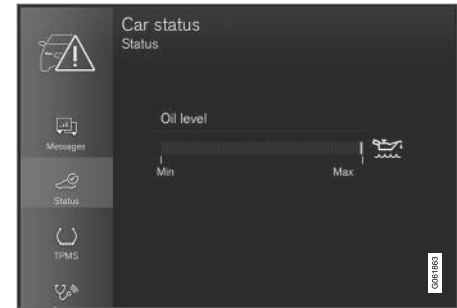 Car status
Status
Oil level
Min
Max
Messages
Status
TPMS
G061863